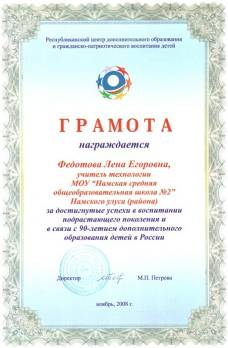 Республиканский центр дополнительного образования
и гражданско-патриотического воспитания детей
ГРАМОТА
награждается
Федотова Лена Егоровна,
учитель технологии
МОУ "Намская средняя
общеобразовательная школа №2"
Намского улуса (района)
за достигнутые успехи в воспитании
подрастающего поколения и
в связи с 90-летием дополнительного
образования детей в России
Директор М.П. Петрова
ноябрь, 2008 г.